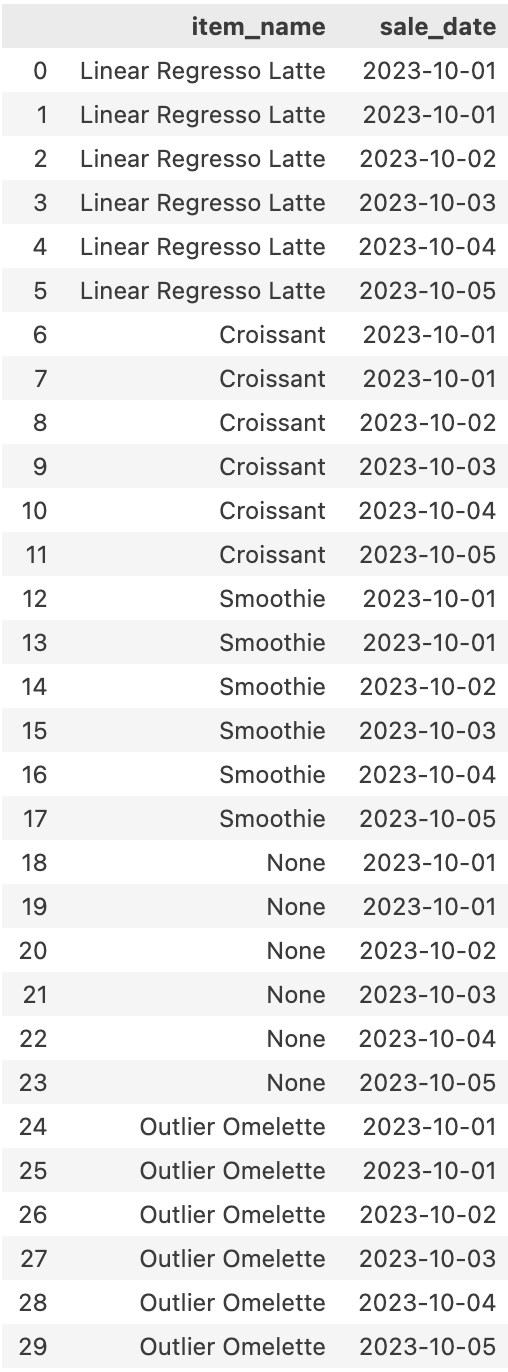 item_name sale_date
0 Linear Regresso Latte 2023-10-01
1 Linear Regresso Latte 2023-10-01
2 Linear Regresso Latte 2023-10-02
3 Linear Regresso Latte 2023-10-03
4 Linear Regresso Latte 2023-10-04
5 Linear Regresso Latte 2023-10-05
6 Croissant 2023-10-01
7 Croissant 2023-10-01
8 Croissant 2023-10-02
9 Croissant 2023-10-03
10 Croissant 2023-10-04
11 Croissant 2023-10-05
12 Smoothie 2023-10-01
13 Smoothie 2023-10-01
14 Smoothie 2023-10-02
15 Smoothie 2023-10-03
16 Smoothie 2023-10-04
17 Smoothie 2023-10-05
18 None 2023-10-01
19 None 2023-10-01
20 None 2023-10-02
21 None 2023-10-03
22 None 2023-10-04
23 None 2023-10-05
24 Outlier Omelette 2023-10-01
25 Outlier Omelette 2023-10-01
26 Outlier Omelette 2023-10-02
27 Outlier Omelette 2023-10-03
28 Outlier Omelette 2023-10-04
29 Outlier Omelette 2023-10-05